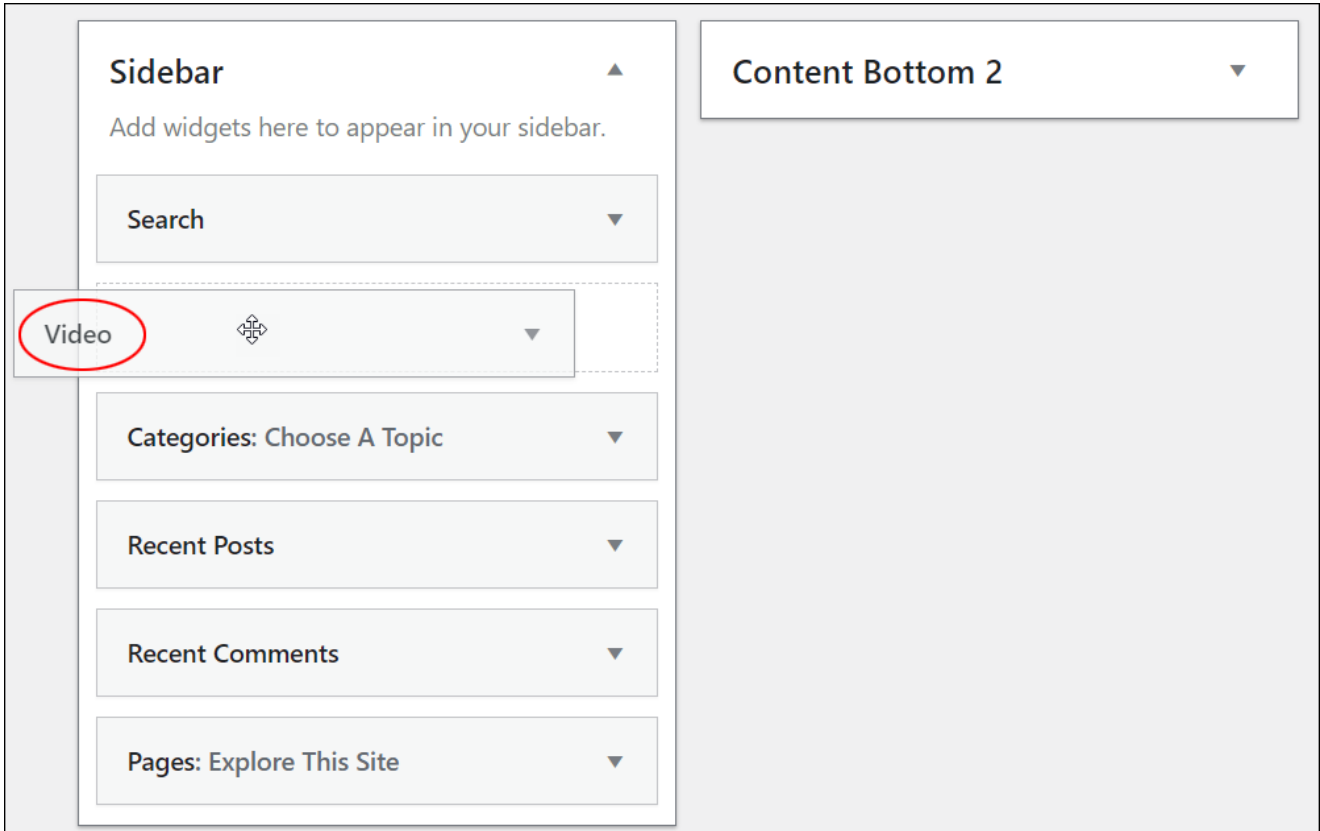 Sidebar
Add widgets here to appear in your sidebar.
Search
Video
Categories: Choose A Topic
Recent Posts
Recent Comments
Pages: Explore This Site
Content Bottom 2